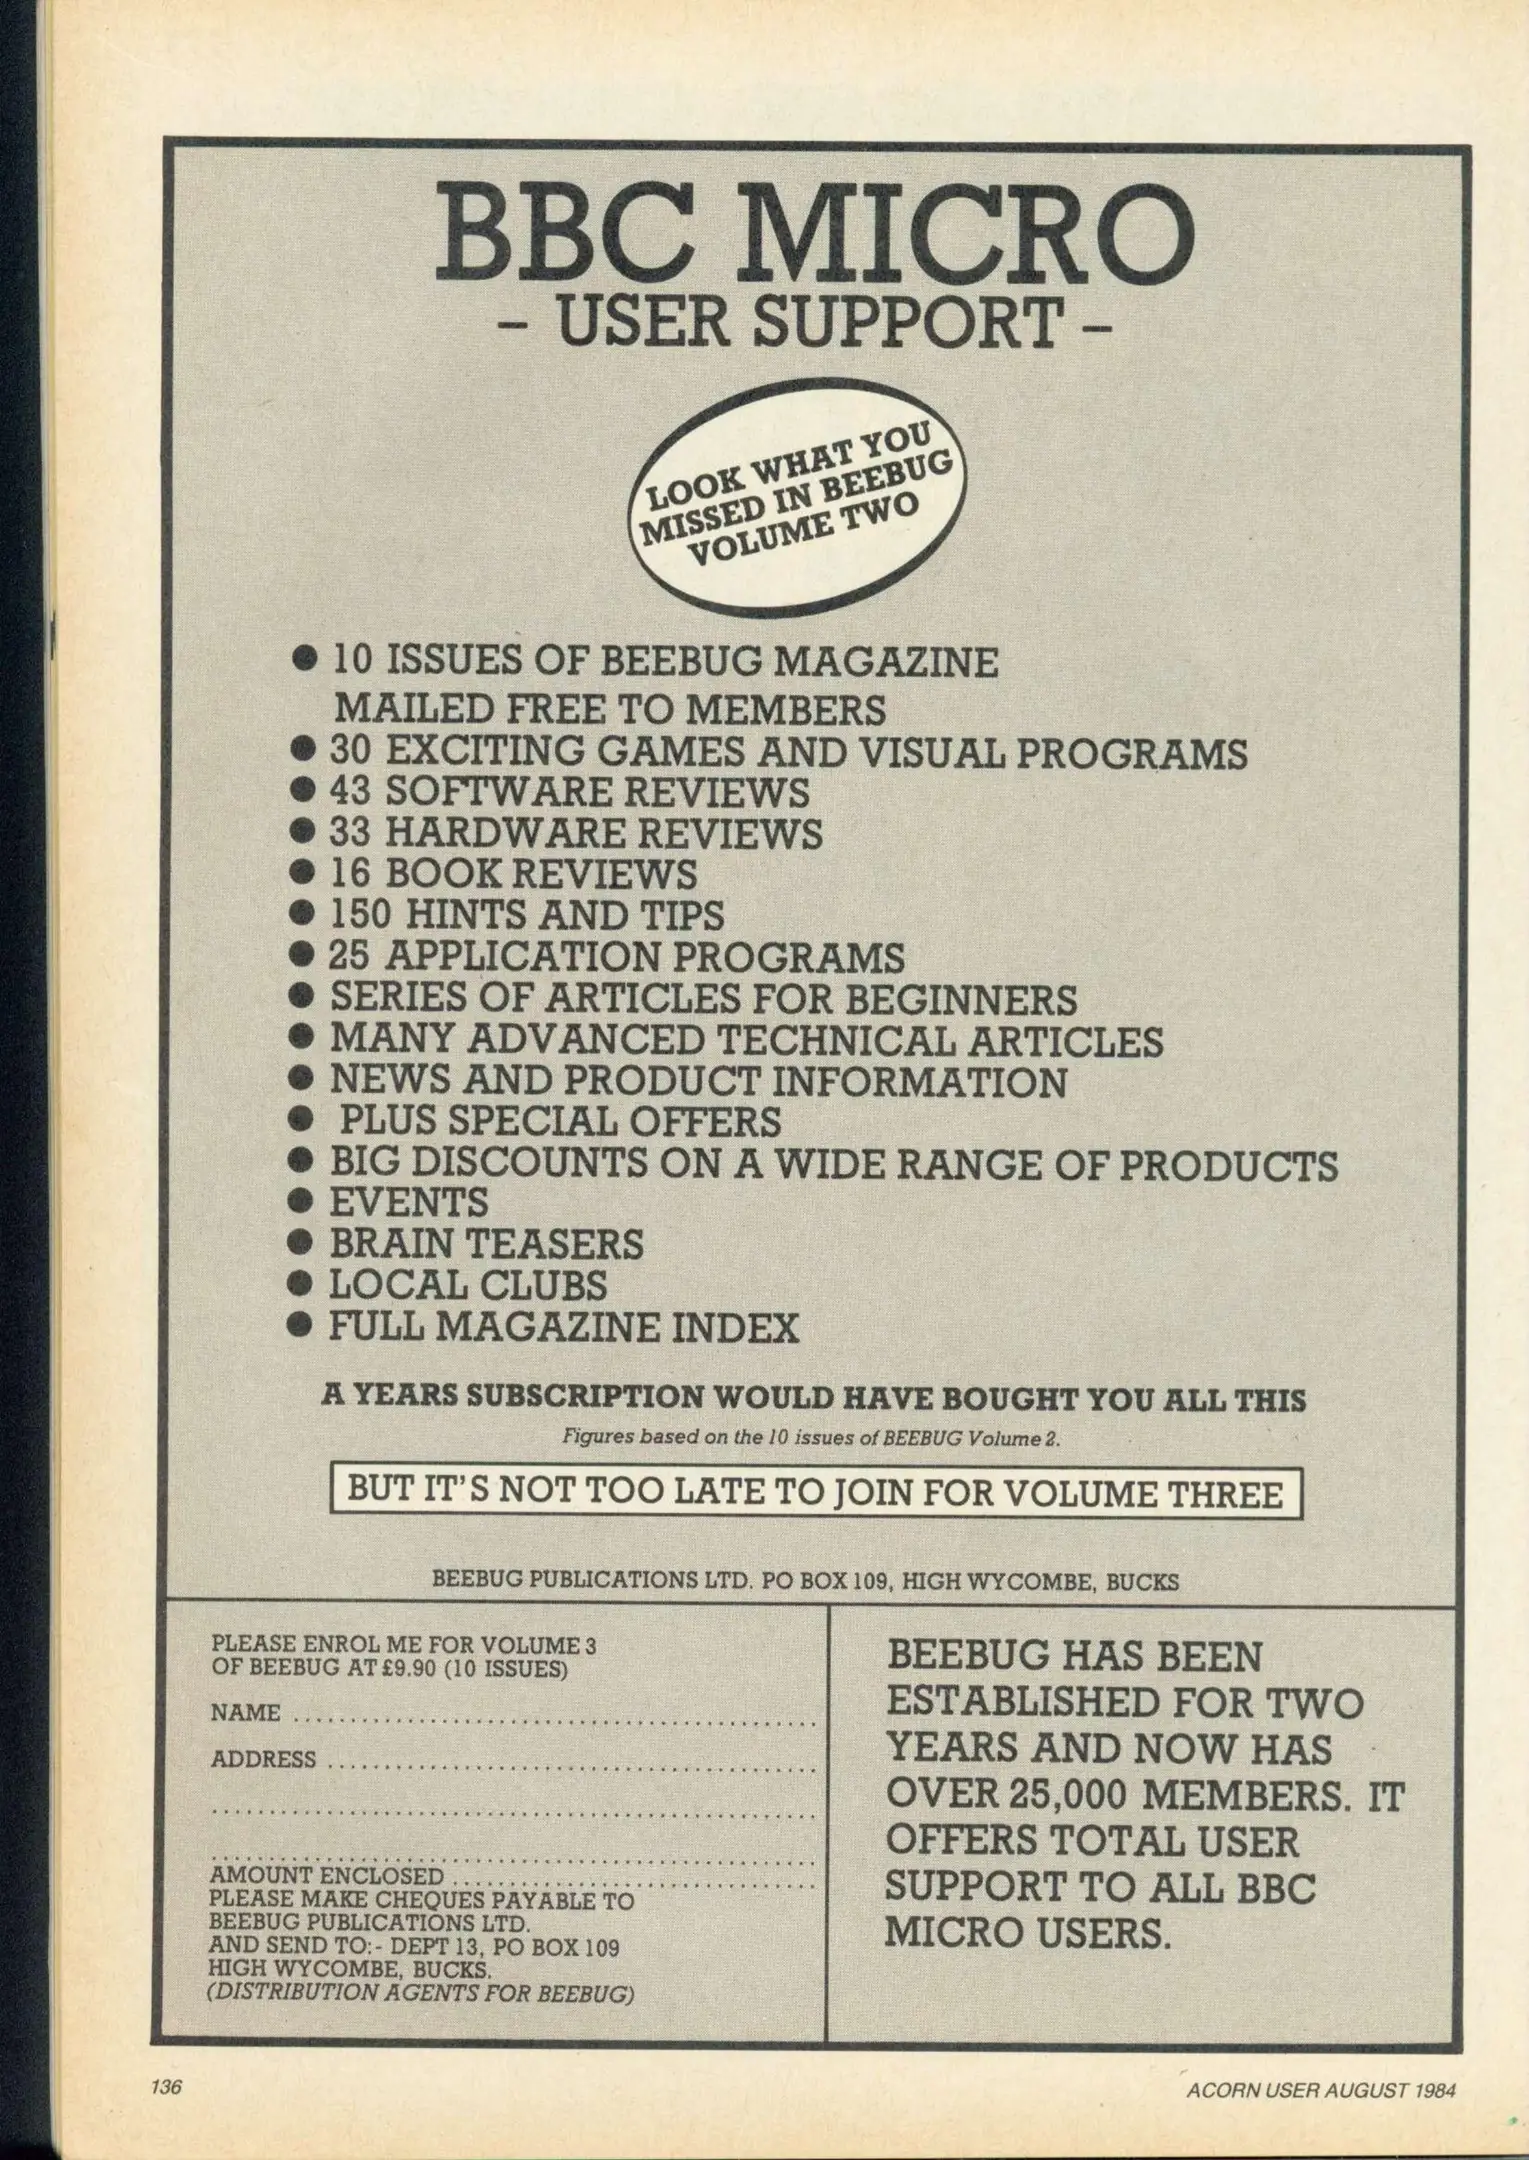 BBC MICRO
- USER SUPPORT -
LOOK WHAT YOU
MISSED IN BEEBUG
VOLUME TWO
● 10 ISSUES OF BEEBUG MAGAZINE
MAILED FREE TO MEMBERS
● 30 EXCITING GAMES AND VISUAL PROGRAMS
● 43 SOFTWARE REVIEWS
● 33 HARDWARE REVIEWS
● 16 BOOK REVIEWS
● 150 HINTS AND TIPS
● 25 APPLICATION PROGRAMS
● SERIES OF ARTICLES FOR BEGINNERS
● MANY ADVANCED TECHNICAL ARTICLES
● NEWS AND PRODUCT INFORMATION
● PLUS SPECIAL OFFERS
● BIG DISCOUNTS ON A WIDE RANGE OF PRODUCTS
● EVENTS
● BRAIN TEASERS
● LOCAL CLUBS
● FULL MAGAZINE INDEX
A YEARS SUBSCRIPTION WOULD HAVE BOUGHT YOU ALL THIS
Figures based on the 10 issues of BEEBUG Volume 2.
BUT IT'S NOT TOO LATE TO JOIN FOR VOLUME THREE
BEEBUG PUBLICATIONS LTD. PO BOX 109, HIGH WYCOMBE, BUCKS
PLEASE ENROL ME FOR VOLUME 3
OF BEEBUG AT £9.90 (10 ISSUES)
NAME
ADDRESS
AMOUNT ENCLOSED
PLEASE MAKE CHEQUES PAYABLE TO
BEEBUG PUBLICATIONS LTD.
AND SEND TO:- DEPT 13, PO BOX 109
HIGH WYCOMBE, BUCKS.
(DISTRIBUTION AGENTS FOR BEEBUG)
BEEBUG HAS BEEN
ESTABLISHED FOR TWO
YEARS AND NOW HAS
OVER 25,000 MEMBERS. IT
OFFERS TOTAL USER
SUPPORT TO ALL BBC
MICRO USERS.
136
ACORN USER AUGUST 1984